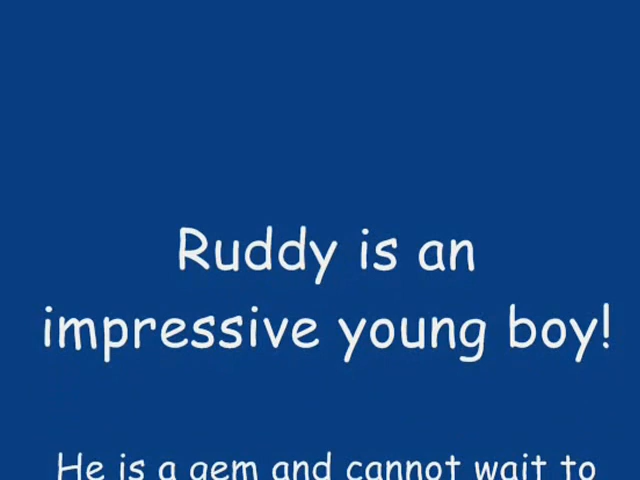 Ruddy is an
impressive young boy!
He is a gem and cannot wait to